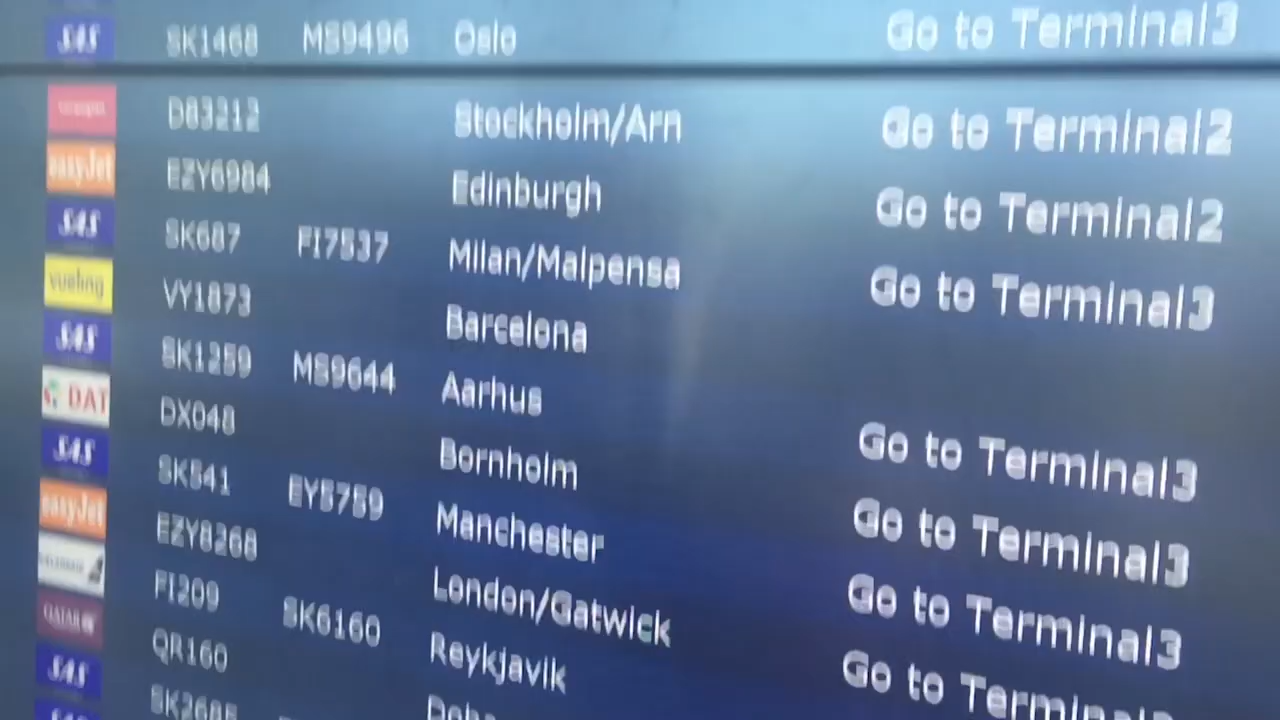 SAS SK1468 MS9496 Oslo Go to Terminal3
D83212 Stockholm/Arn Go to Terminal2
easyJet EZY6984 Edinburgh Go to Terminal2
SAS SK687 FI7537 Milan/Malpensa Go to Terminal3
vueling VY1873 Barcelona
SAS SK1259 MS9644 Aarhus Go to Terminal3
DAT DX048 Bornholm Go to Terminal3
SAS SK541 EY5759 Manchester Go to Terminal3
easyJet EZY8268 London/Gatwick Go to
FI209 SK6160 Reykjavik
QATAR QR160
SAS